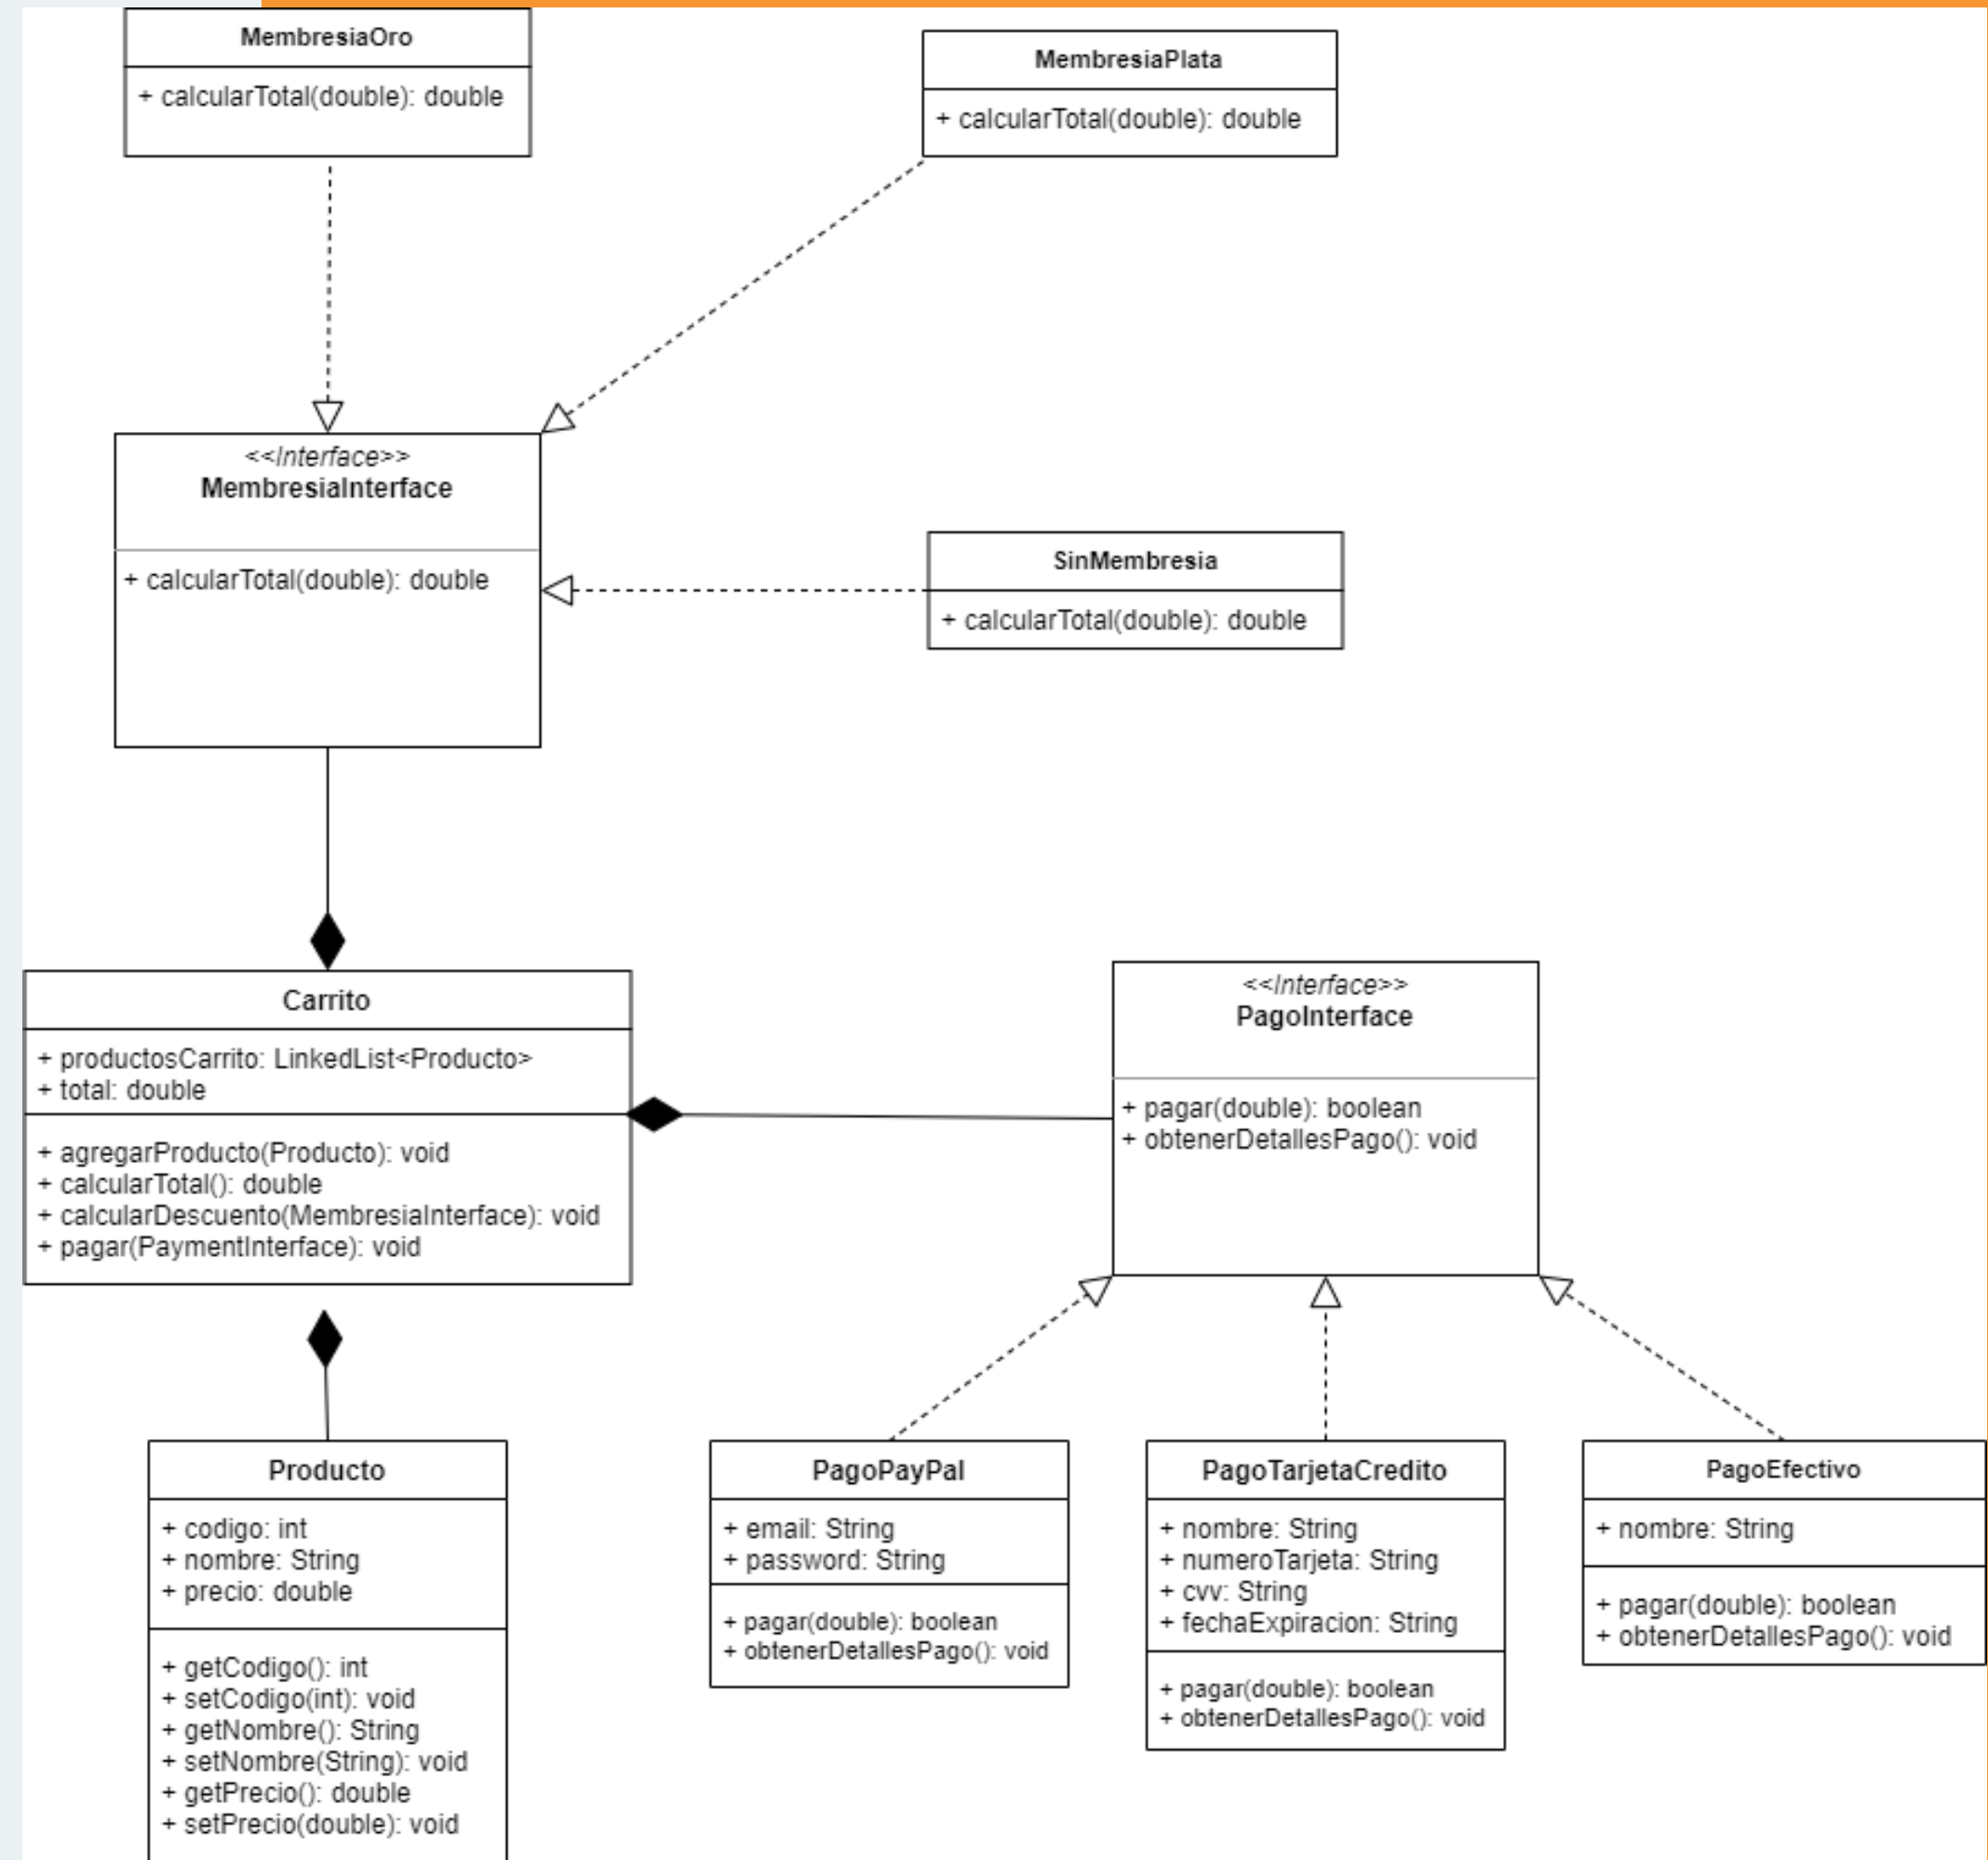 MembresiaOro
+ calcularTotal(double): double
MembresiaPlata
+ calcularTotal(double): double
<<Interface>>
MembresiaInterface
+ calcularTotal(double): double
SinMembresia
+ calcularTotal(double): double
Carrito
+ productosCarrito: LinkedList<Producto>
+ total: double
+ agregarProducto(Producto): void
+ calcularTotal(): double
+ calcularDescuento(MembresiaInterface): void
+ pagar(PaymentInterface): void
<<Interface>>
PagoInterface
+ pagar(double): boolean
+ obtenerDetallesPago(): void
Producto
+ codigo: int
+ nombre: String
+ precio: double
+ getCodigo(): int
+ setCodigo(int): void
+ getNombre(): String
+ setNombre(String): void
+ getPrecio(): double
+ setPrecio(double): void
PagoPayPal
+ email: String
+ password: String
+ pagar(double): boolean
+ obtenerDetallesPago(): void
PagoTarjetaCredito
+ nombre: String
+ numeroTarjeta: String
+ cvv: String
+ fechaExpiracion: String
+ pagar(double): boolean
+ obtenerDetallesPago(): void
PagoEfectivo
+ nombre: String
+ pagar(double): boolean
+ obtenerDetallesPago(): void